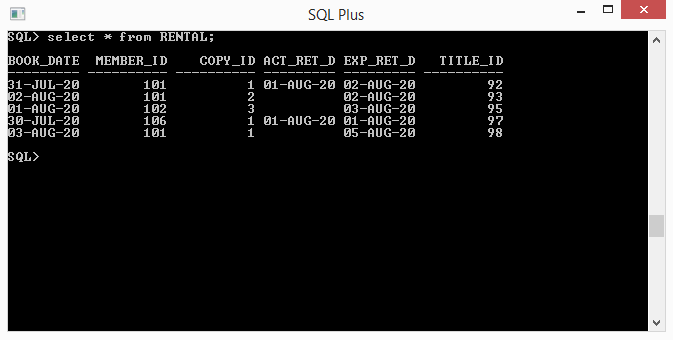 SQL Plus
SQL> select * from RENTAL;
BOOK_DATE MEMBER_ID COPY_ID ACT_RET_D EXP_RET_D TITLE_ID
--------- ---------- ---------- --------- --------- ----------
31-JUL-20 101 1 01-AUG-20 02-AUG-20 92
02-AUG-20 101 2 02-AUG-20 93
01-AUG-20 102 3 03-AUG-20 95
30-JUL-20 106 1 01-AUG-20 01-AUG-20 97
03-AUG-20 101 1 05-AUG-20 98
SQL>